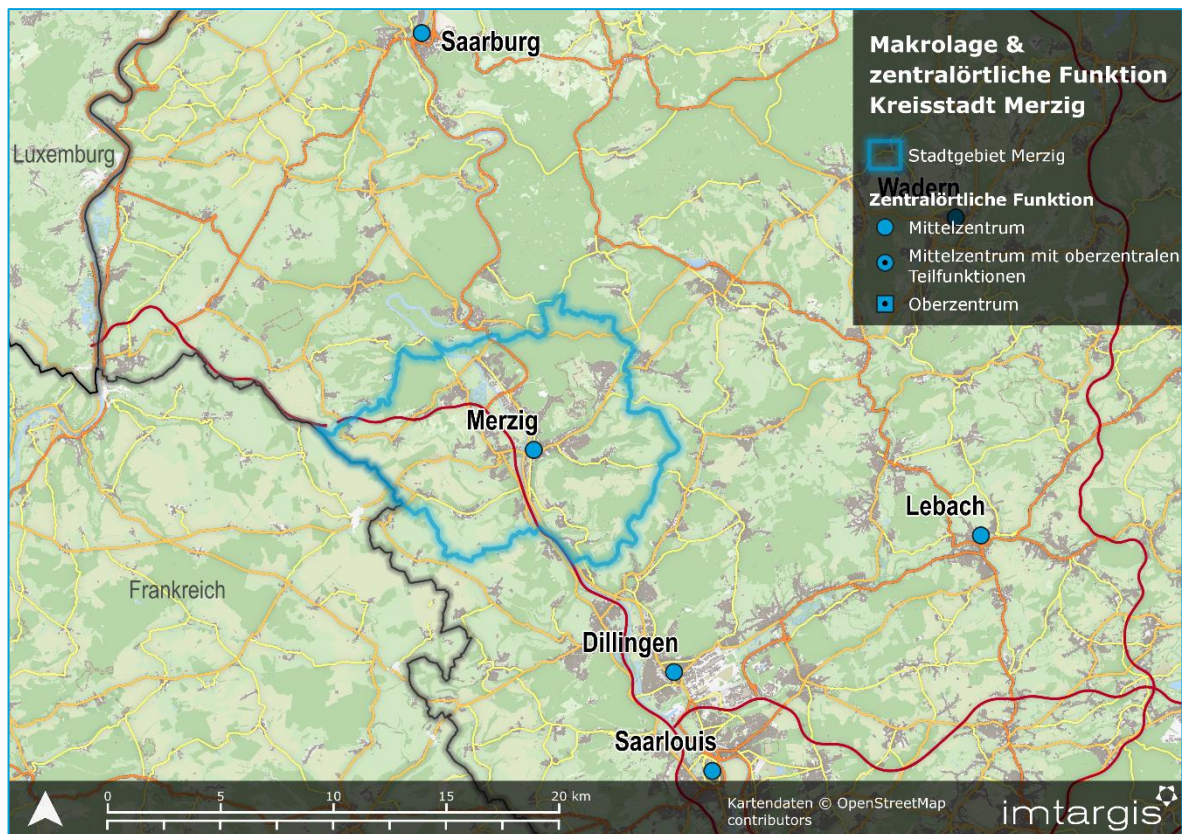 Saarburg
Makrolage &
zentralörtliche Funktion
Kreisstadt Merzig
Luxemburg
Stadtgebiet Merzig
Wadern
Zentralörtliche Funktion
Mittelzentrum
Mittelzentrum mit oberzentralen
Teilfunktionen
Oberzentrum
Merzig
Lebach
Frankreich
Dillingen
Saarlouis
0 5 10 15 20 km
Kartendaten © OpenStreetMap
contributors
imtargis